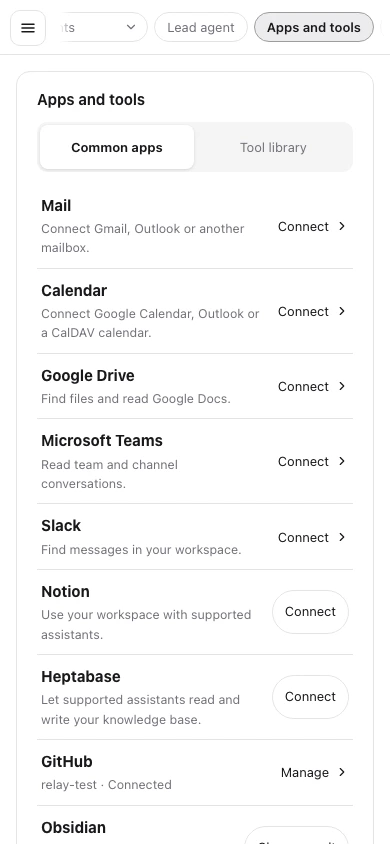 Lead agent
Apps and tools
Apps and tools
Common apps
Tool library
Mail
Connect Gmail, Outlook or another
mailbox.
Connect
Calendar
Connect Google Calendar, Outlook or
a CalDAV calendar.
Connect
Google Drive
Find files and read Google Docs.
Connect
Microsoft Teams
Read team and channel
conversations.
Connect
Slack
Find messages in your workspace.
Connect
Notion
Use your workspace with supported
assistants.
Connect
Heptabase
Let supported assistants read and
write your knowledge base.
Connect
GitHub
relay-test · Connected
Manage
Obsidian